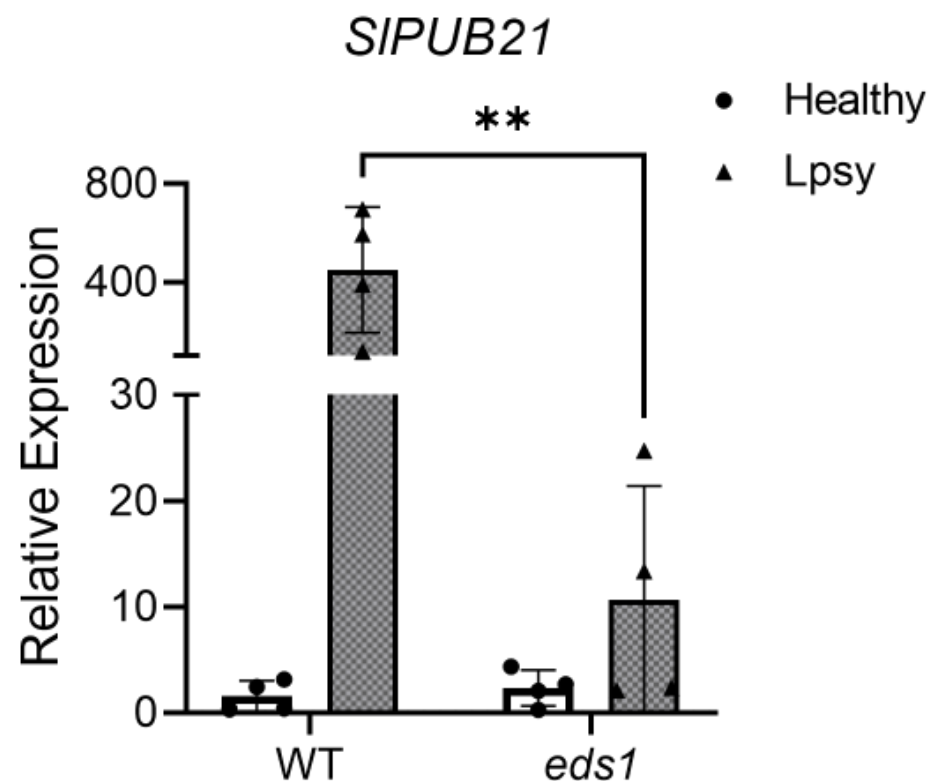 SlPUB21
Healthy
Lpsy
**
Relative Expression
800
400
30
20
10
0
WT
eds1